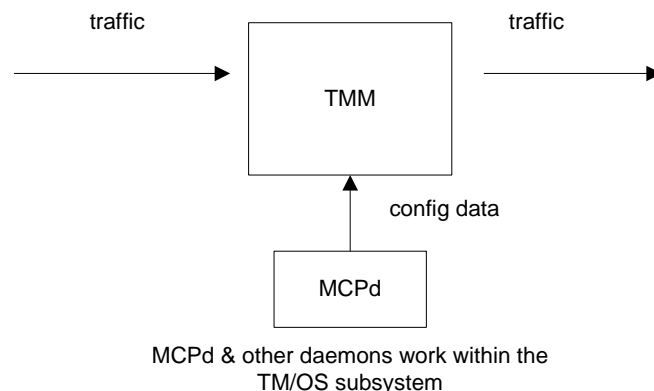 traffic
traffic
TMM
config data
MCPd
MCPd & other daemons work within the
TM/OS subsystem